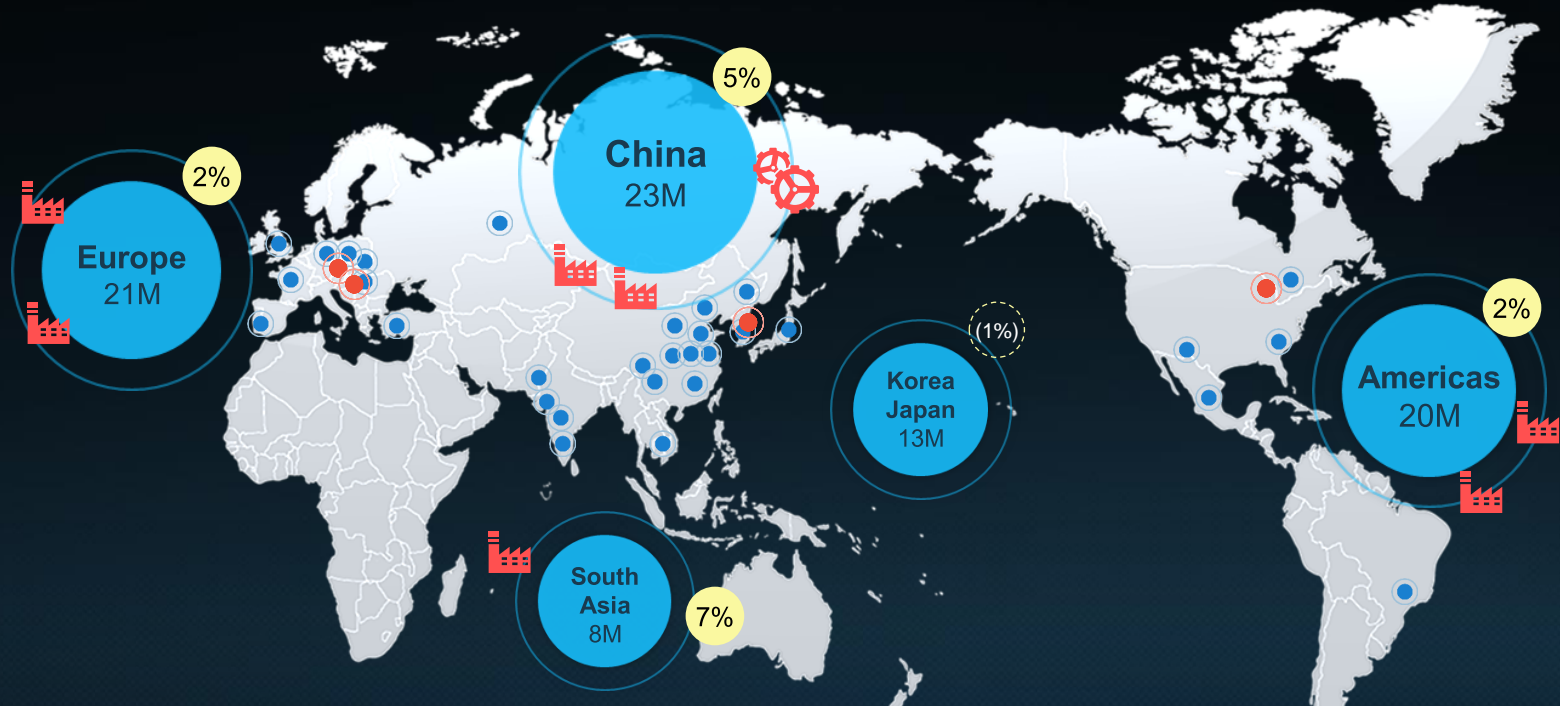 5%
China
23M
2%
Europe
21M
(1%)
Korea
Japan
13M
2%
Americas
20M
South
Asia
8M
7%